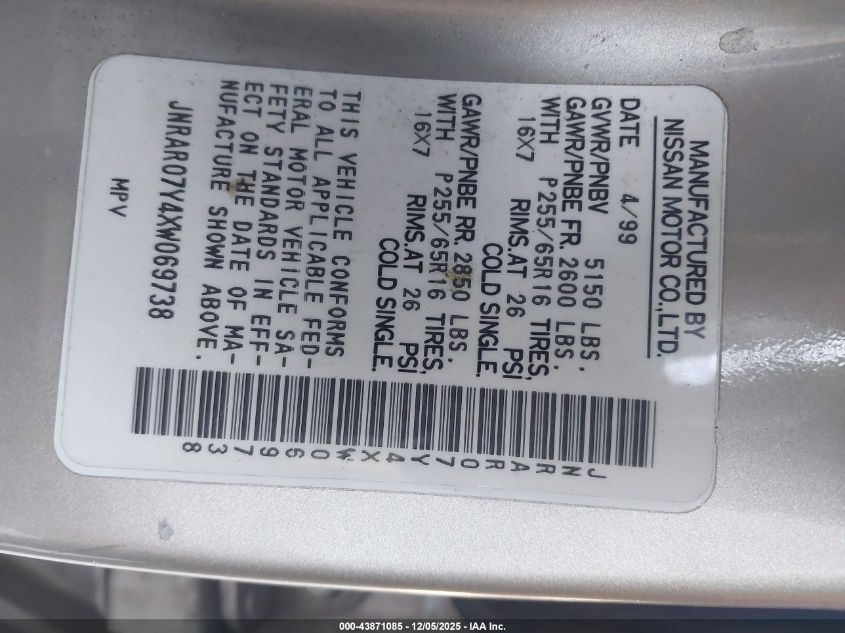 MANUFACTURED BY
NISSAN MOTOR CO.,LTD.
DATE 4/99
GVWR/PNBV 5150 LBS.
GAWR/PNBE FR. 2600 LBS.
WITH P255/65R16 TIRES,
16X7 RIMS.AT 26 PSI
COLD SINGLE.
GAWR/PNBE RR. 2850 LBS.
WITH P255/65R16 TIRES,
16X7 RIMS.AT 26 PSI
COLD SINGLE.
THIS VEHICLE CONFORMS
TO ALL APPLICABLE FED-
ERAL MOTOR VEHICLE SA-
FETY STANDARDS IN EFF-
ECT ON THE DATE OF MA-
NUFACTURE SHOWN ABOVE.
JNRAR07Y4XW069738
MPV
JNRAR07Y4XW069738
000-43871085 - 12/05/2025 - IAA Inc.